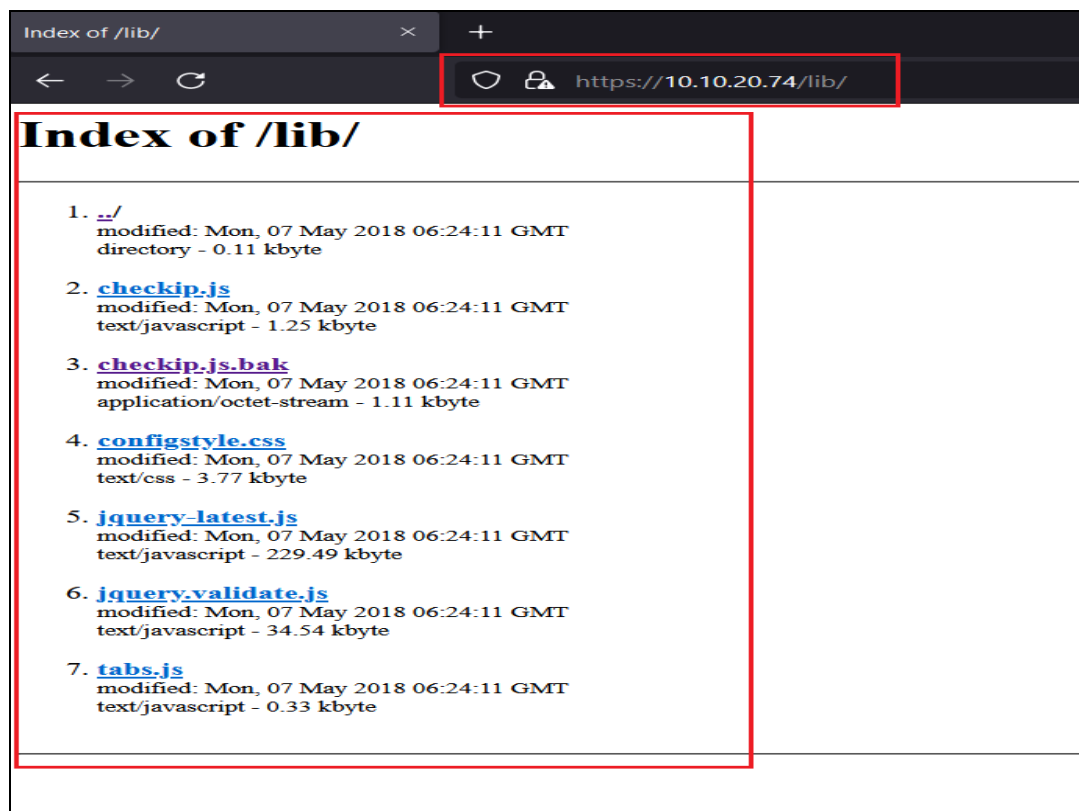 Index of /lib/
https://10.10.20.74/lib/
Index of /lib/
1. ../
modified: Mon, 07 May 2018 06:24:11 GMT
directory - 0.11 kbyte
2. checkip.js
modified: Mon, 07 May 2018 06:24:11 GMT
text/javascript - 1.25 kbyte
3. checkip.js.bak
modified: Mon, 07 May 2018 06:24:11 GMT
application/octet-stream - 1.11 kbyte
4. configstyle.css
modified: Mon, 07 May 2018 06:24:11 GMT
text/css - 3.77 kbyte
5. jquery-latest.js
modified: Mon, 07 May 2018 06:24:11 GMT
text/javascript - 229.49 kbyte
6. jquery.validate.js
modified: Mon, 07 May 2018 06:24:11 GMT
text/javascript - 34.54 kbyte
7. tabs.js
modified: Mon, 07 May 2018 06:24:11 GMT
text/javascript - 0.33 kbyte